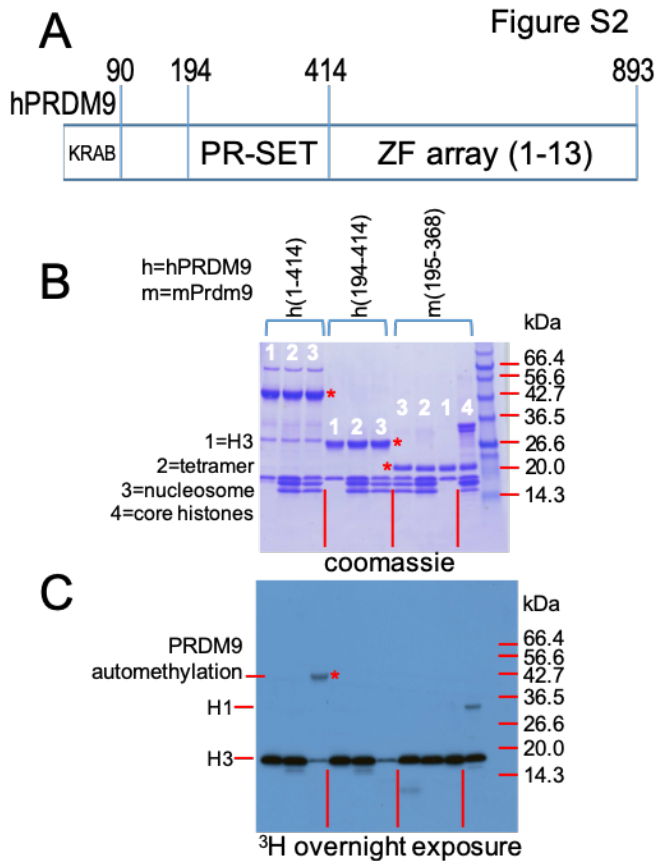 Figure S2
A
90 194 414 893
hPRDM9
KRAB PR-SET ZF array (1-13)
B
h=hPRDM9
m=mPrdm9
h(1-414)
h(194-414)
m(195-368)
kDa
1 2 3
1 2 3
3 2 1 4
* * *
66.4
56.6
42.7
36.5
26.6
20.0
14.3
1=H3
2=tetramer
3=nucleosome
4=core histones
coomassie
C
kDa
PRDM9
automethylation
*
H1
H3
66.4
56.6
42.7
36.5
26.6
20.0
14.3
³H overnight exposure